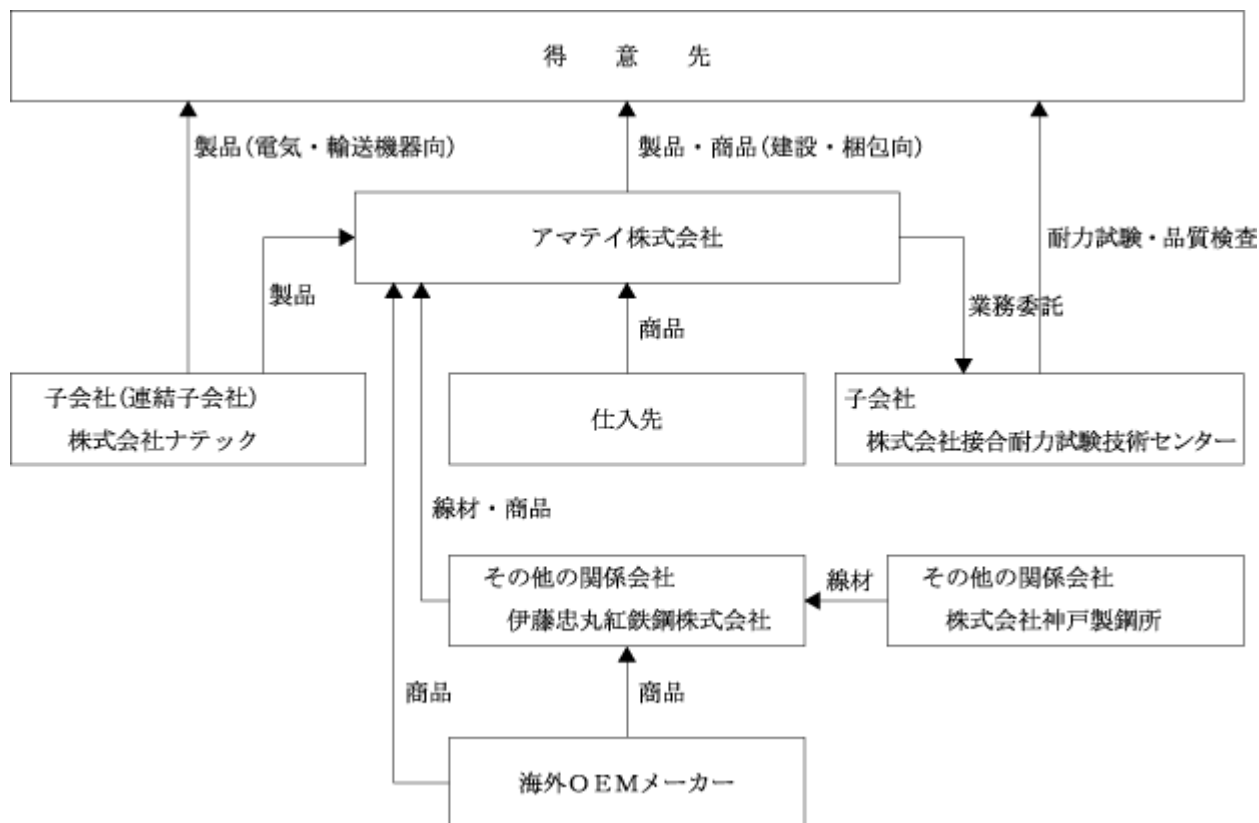 得意先
製品(電気・輸送機器向)
製品・商品(建設・梱包向)
アマテイ株式会社
耐力試験・品質検査
製品
商品
業務委託
子会社(連結子会社)
株式会社ナテック
仕入先
子会社
株式会社接合耐力試験技術センター
線材・商品
その他の関係会社
伊藤忠丸紅鉄鋼株式会社
線材
その他の関係会社
株式会社神戸製鋼所
商品
商品
海外OEMメーカー